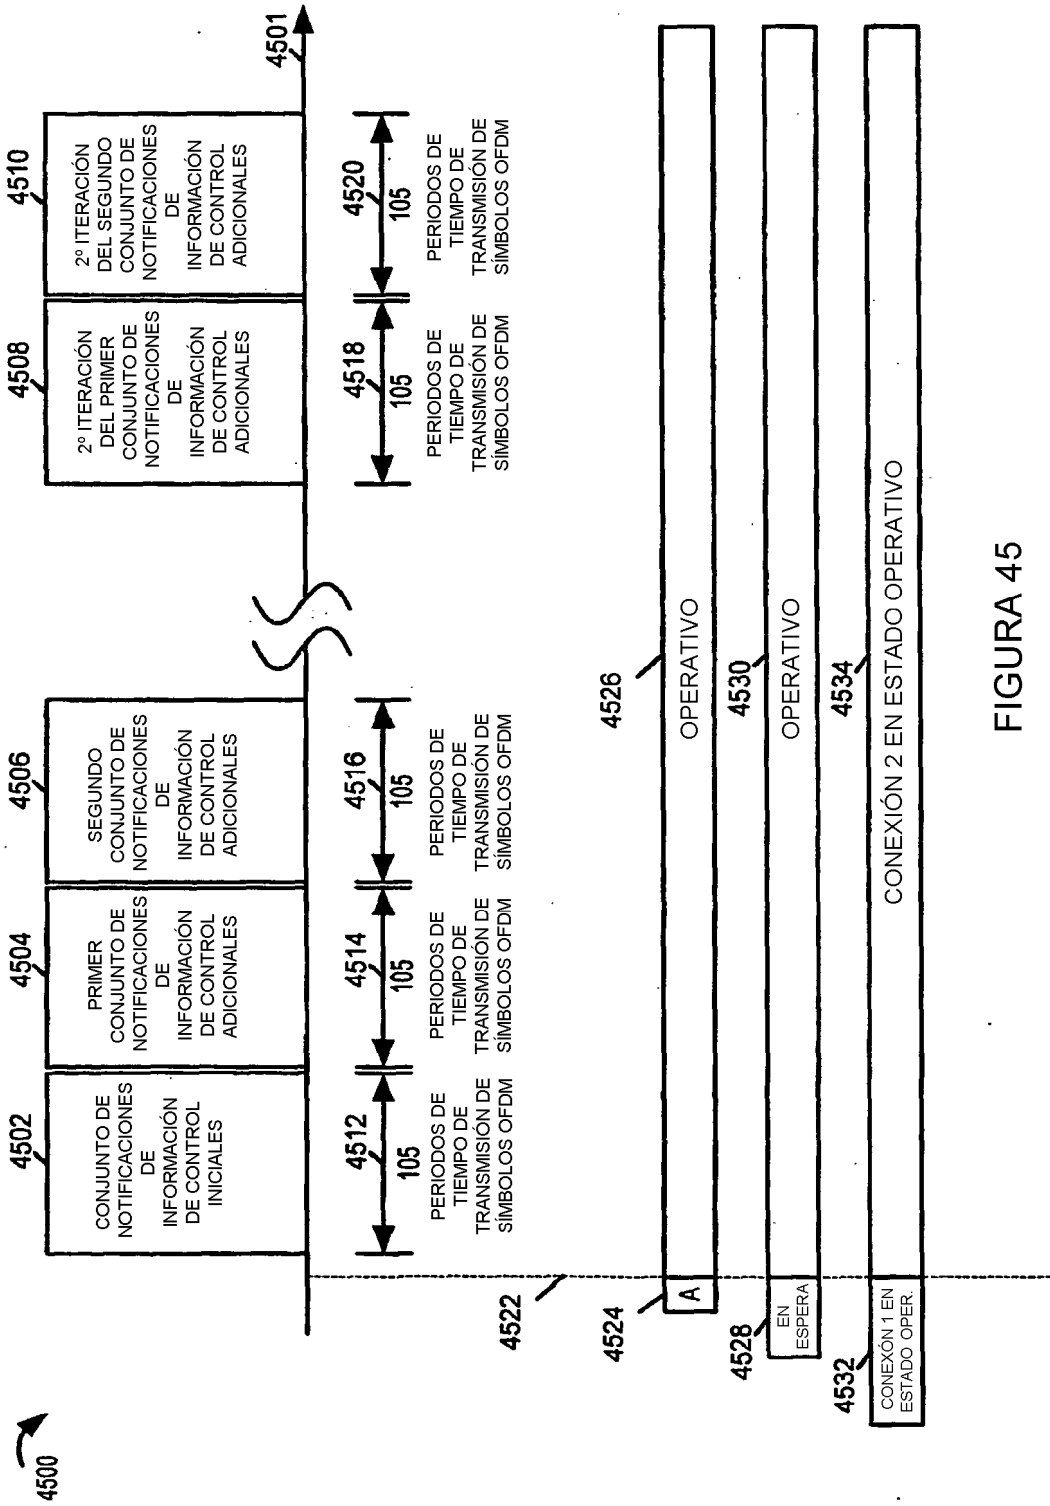 4500
4502
CONJUNTO DE
NOTIFICACIONES
DE
INFORMACIÓN
DE CONTROL
INICIALES
4504
PRIMER
CONJUNTO DE
NOTIFICACIONES
DE
INFORMACIÓN
DE CONTROL
ADICIONALES
4506
SEGUNDO
CONJUNTO DE
NOTIFICACIONES
DE
INFORMACIÓN
DE CONTROL
ADICIONALES
4508
2º ITERACIÓN
DEL PRIMER
CONJUNTO DE
NOTIFICACIONES
DE
INFORMACIÓN
DE CONTROL
ADICIONALES
4510
2º ITERACIÓN
DEL SEGUNDO
CONJUNTO DE
NOTIFICACIONES
DE
INFORMACIÓN
DE CONTROL
ADICIONALES
4501
4512
105
PERIODOS DE
TIEMPO DE
TRANSMISIÓN DE
SÍMBOLOS OFDM
4514
105
PERIODOS DE
TIEMPO DE
TRANSMISIÓN DE
SÍMBOLOS OFDM
4516
105
PERIODOS DE
TIEMPO DE
TRANSMISIÓN DE
SÍMBOLOS OFDM
4518
105
PERIODOS DE
TIEMPO DE
TRANSMISIÓN DE
SÍMBOLOS OFDM
4520
105
PERIODOS DE
TIEMPO DE
TRANSMISIÓN DE
SÍMBOLOS OFDM
4522
4524
A
4526
OPERATIVO
4528
EN
ESPERA
4530
OPERATIVO
4532
CONEXÓN 1 EN
ESTADO OPER.
4534
CONEXIÓN 2 EN ESTADO OPERATIVO
FIGURA 45